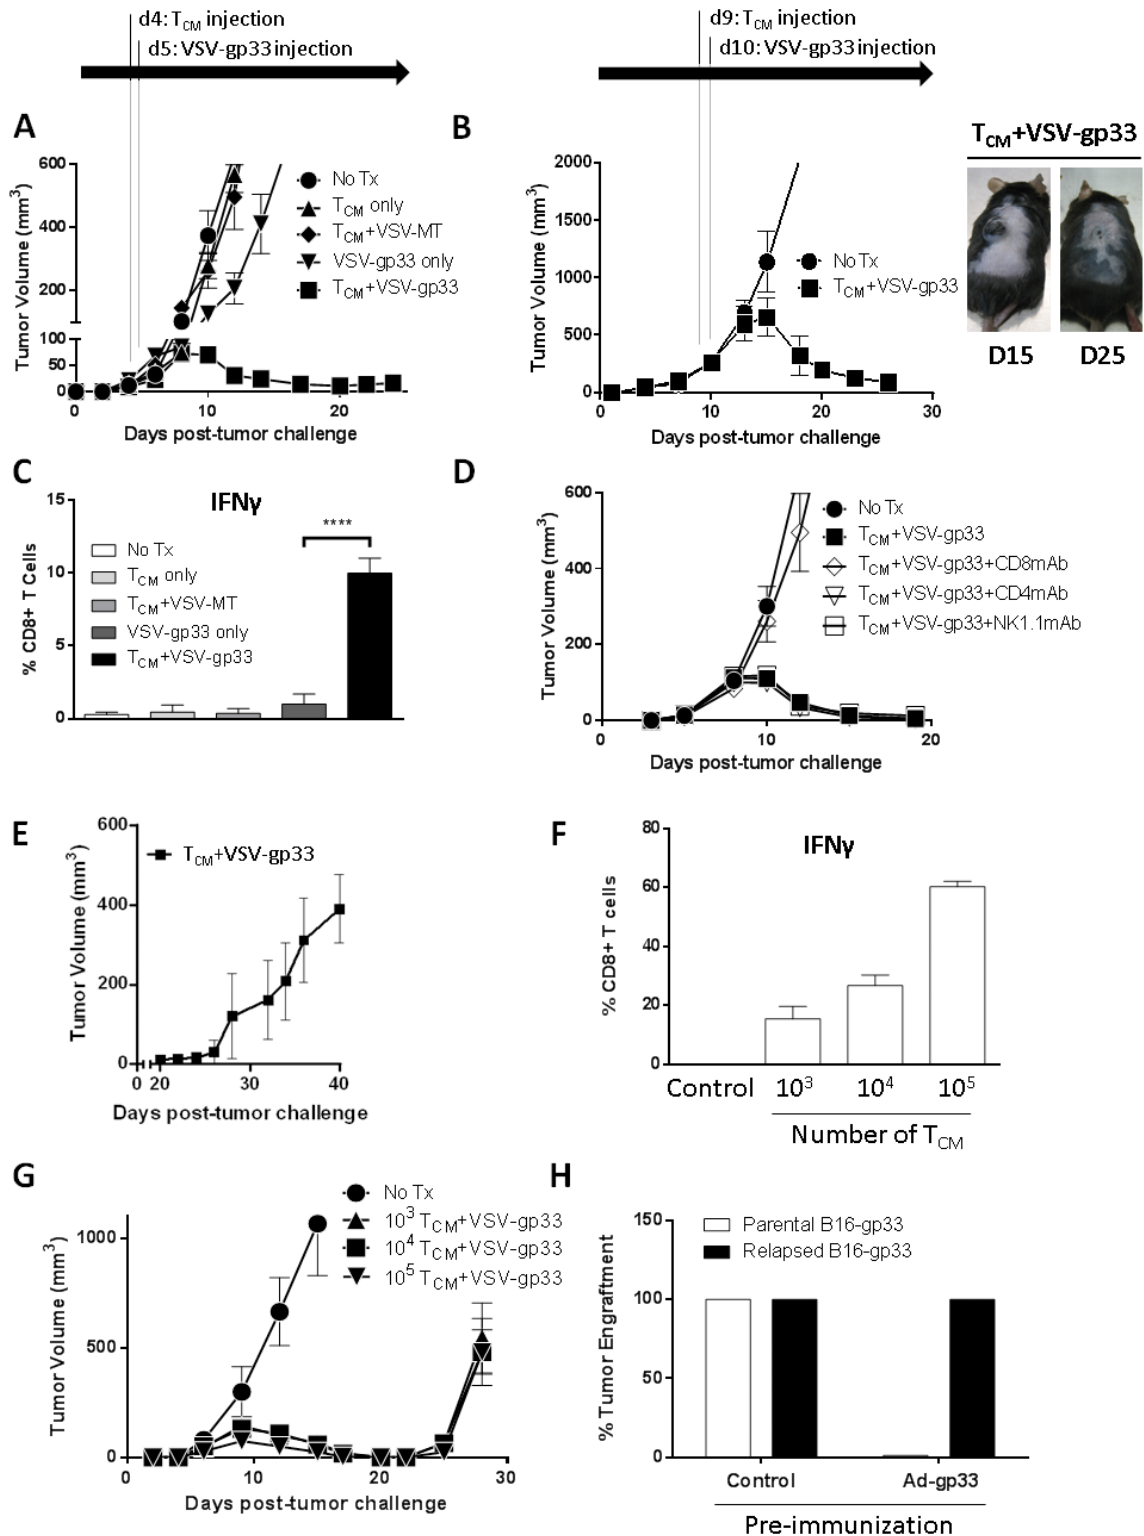 d4: TCM injection
d5: VSV-gp33 injection
d9: TCM injection
d10: VSV-gp33 injection
A
Tumor Volume (mm³)
600
400
200
100
50
0
0
10
20
Days post-tumor challenge
No Tx
TCM only
TCM+VSV-MT
VSV-gp33 only
TCM+VSV-gp33
B
Tumor Volume (mm³)
2000
1500
1000
500
0
0
10
20
30
Days post-tumor challenge
No Tx
TCM+VSV-gp33
TCM+VSV-gp33
D15
D25
C
IFNγ
% CD8+ T Cells
15
10
5
0
No Tx
TCM only
TCM+VSV-MT
VSV-gp33 only
TCM+VSV-gp33
****
D
Tumor Volume (mm³)
600
400
200
0
0
10
20
Days post-tumor challenge
No Tx
TCM+VSV-gp33
TCM+VSV-gp33+CD8mAb
TCM+VSV-gp33+CD4mAb
TCM+VSV-gp33+NK1.1mAb
E
Tumor Volume (mm³)
600
400
200
0
0 20
30
40
Days post-tumor challenge
TCM+VSV-gp33
F
IFNγ
% CD8+ T cells
80
60
40
20
0
Control
10³
10⁴
10⁵
Number of TCM
G
Tumor Volume (mm³)
1000
500
0
0
10
20
30
Days post-tumor challenge
No Tx
10³ TCM+VSV-gp33
10⁴ TCM+VSV-gp33
10⁵ TCM+VSV-gp33
H
% Tumor Engraftment
150
100
50
0
Parental B16-gp33
Relapsed B16-gp33
Control
Ad-gp33
Pre-immunization